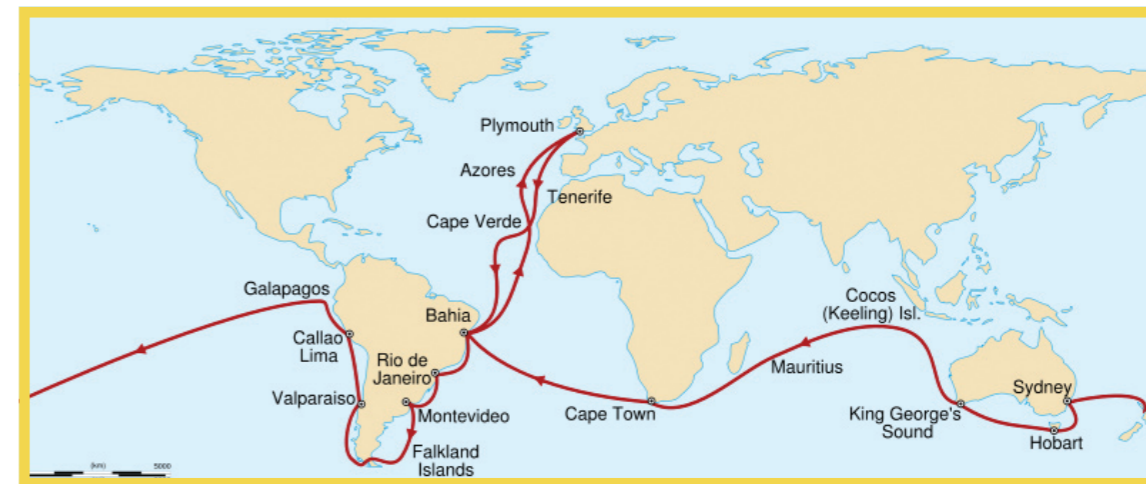 Plymouth
Azores
Tenerife
Cape Verde
Galapagos
Cocos
(Keeling) Isl.
Bahia
Callao
Lima
Rio de
Janeiro
Mauritius
Valparaiso
Montevideo
Cape Town
King George's
Sound
Sydney
Hobart
Falkland
Islands
(km)
5000